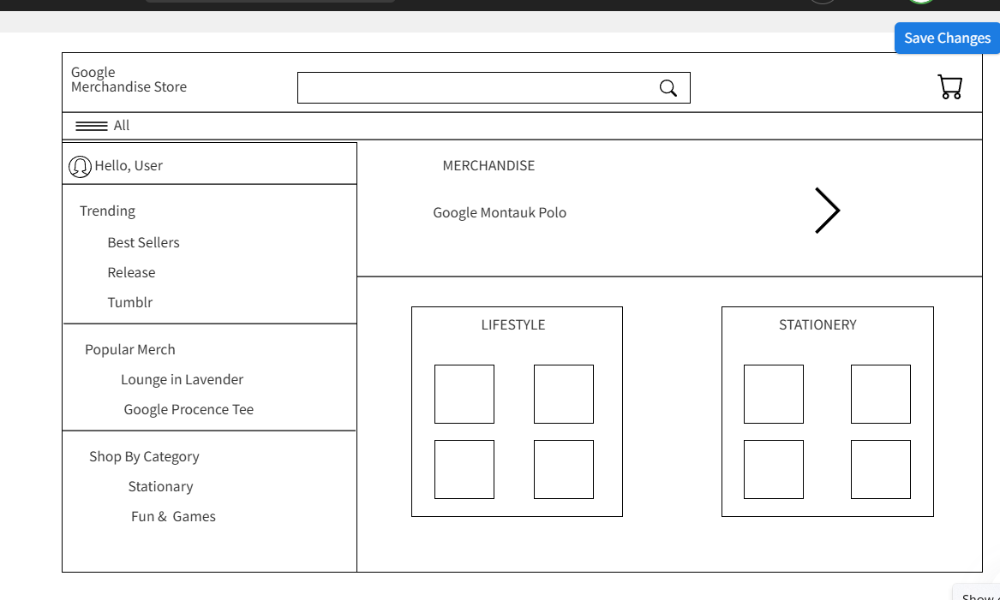 Save Changes
Google
Merchandise Store
All
Hello, User
MERCHANDISE
Google Montauk Polo
Trending
Best Sellers
Release
Tumblr
Popular Merch
Lounge in Lavender
Google Procence Tee
Shop By Category
Stationary
Fun & Games
LIFESTYLE
STATIONERY
Show